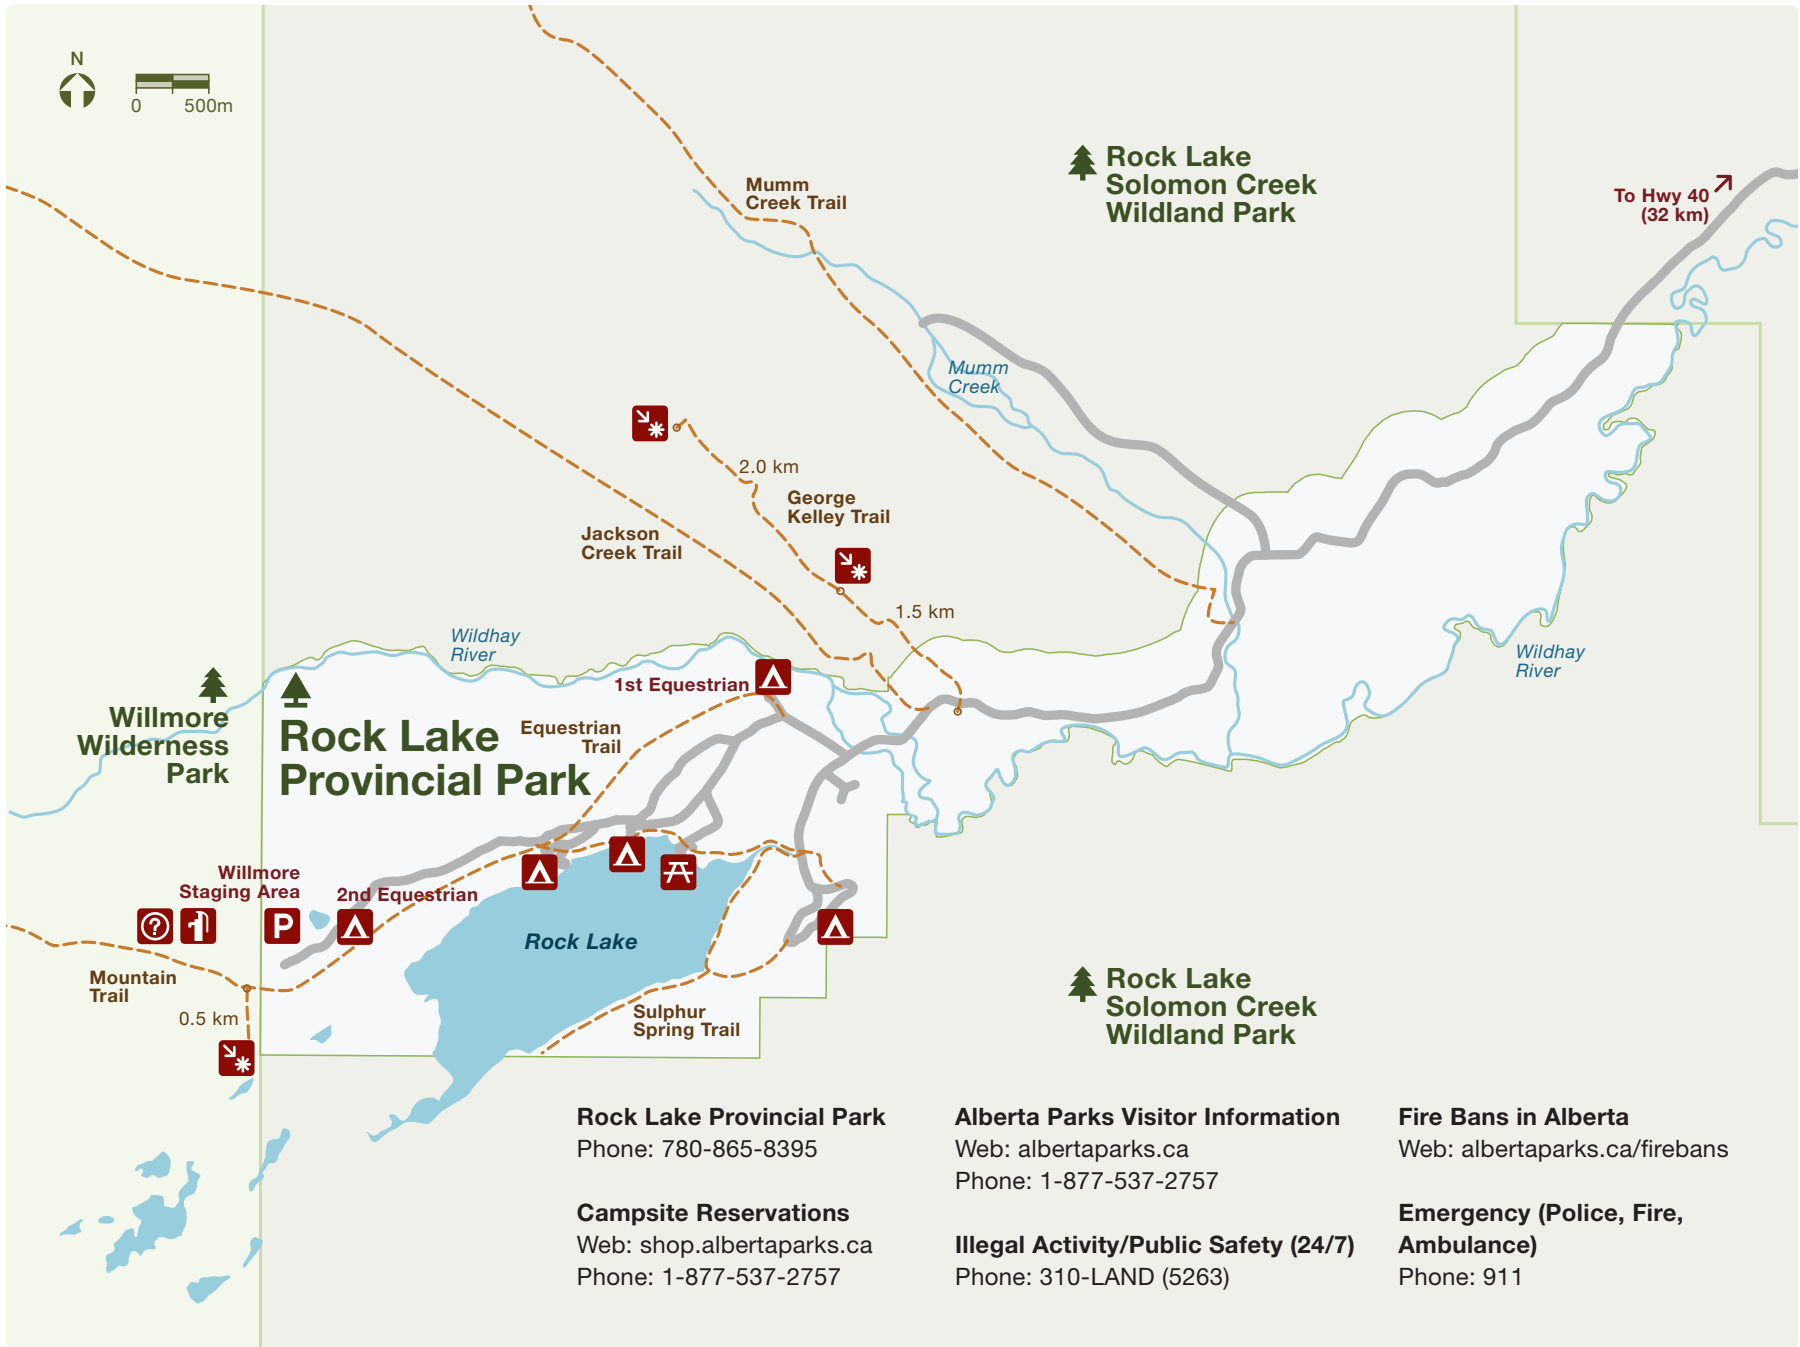 N
0 500m
Mumm
Creek Trail
Rock Lake
Solomon Creek
Wildland Park
To Hwy 40
(32 km)
Mumm
Creek
2.0 km
George
Kelley Trail
Jackson
Creek Trail
1.5 km
Wildhay
River
Wildhay
River
1st Equestrian
Willmore
Wilderness
Park
Rock Lake
Provincial Park
Equestrian
Trail
Willmore
Staging Area
2nd Equestrian
?
P
Rock Lake
Mountain
Trail
0.5 km
Sulphur
Spring Trail
Rock Lake
Solomon Creek
Wildland Park
Rock Lake Provincial Park
Phone: 780-865-8395
Campsite Reservations
Web: shop.albertaparks.ca
Phone: 1-877-537-2757
Alberta Parks Visitor Information
Web: albertaparks.ca
Phone: 1-877-537-2757
Illegal Activity/Public Safety (24/7)
Phone: 310-LAND (5263)
Fire Bans in Alberta
Web: albertaparks.ca/firebans
Emergency (Police, Fire,
Ambulance)
Phone: 911